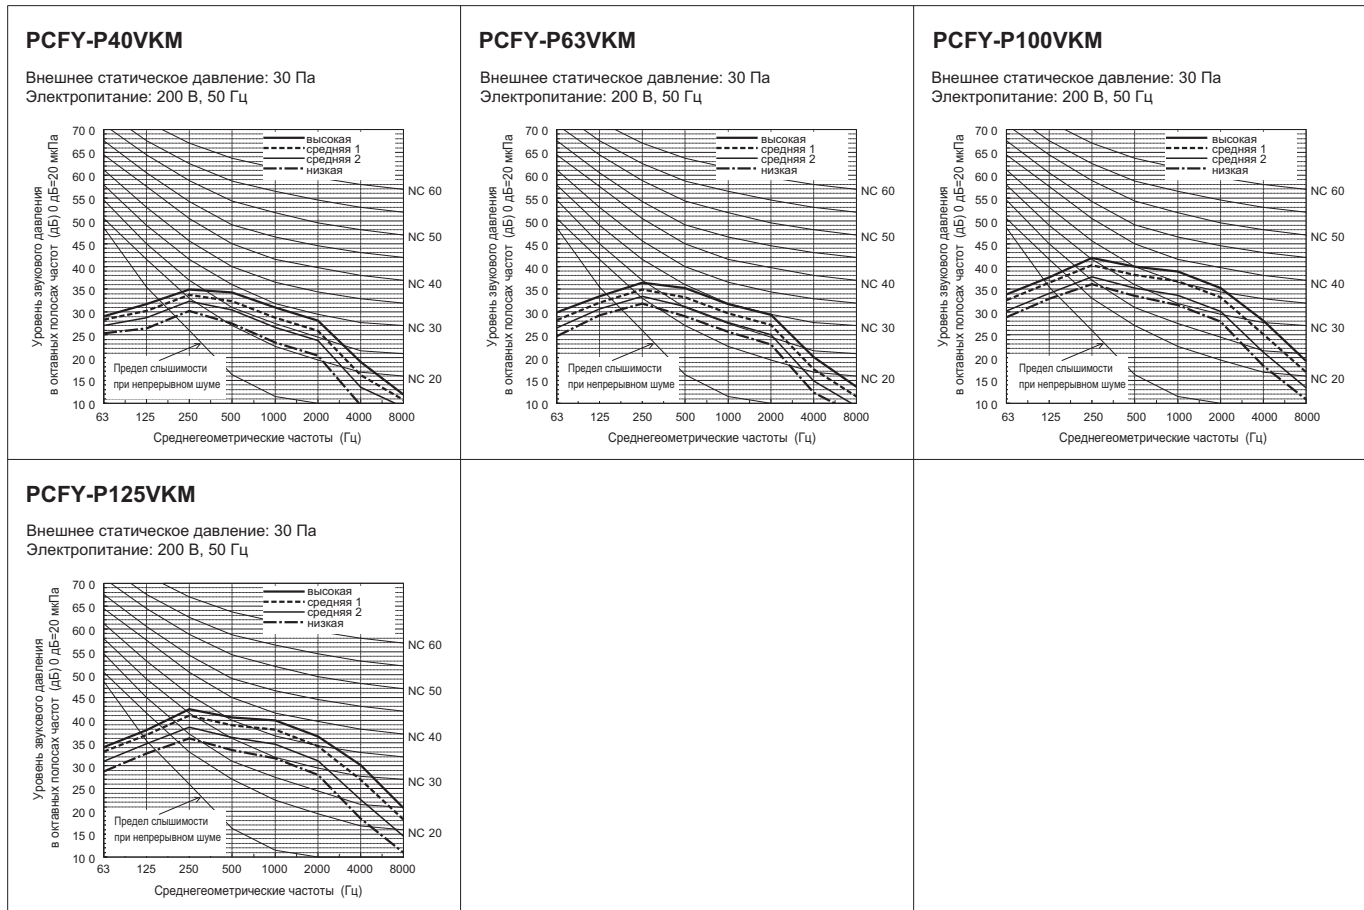 PCFY-P40VKM
Внешнее статическое давление: 30 Па
Электропитание: 200 В, 50 Гц
Уровень звукового давления
в октавных полосах частот (дБ) 0 дБ=20 мкПа
70 0
65 0
60 0
55 0
50 0
45 0
40 0
35 0
30 0
25 0
20 0
15 0
10 0
высокая
средняя 1
средняя 2
низкая
NC 60
NC 50
NC 40
NC 30
NC 20
Предел слышимости
при непрерывном шуме
63 125 250 500 1000 2000 4000 8000
Среднегеометрические частоты (Гц)
PCFY-P63VKM
Внешнее статическое давление: 30 Па
Электропитание: 200 В, 50 Гц
Уровень звукового давления
в октавных полосах частот (дБ) 0 дБ=20 мкПа
70 0
65 0
60 0
55 0
50 0
45 0
40 0
35 0
30 0
25 0
20 0
15 0
10 0
высокая
средняя 1
средняя 2
низкая
NC 60
NC 50
NC 40
NC 30
NC 20
Предел слышимости
при непрерывном шуме
63 125 250 500 1000 2000 4000 8000
Среднегеометрические частоты (Гц)
PCFY-P100VKM
Внешнее статическое давление: 30 Па
Электропитание: 200 В, 50 Гц
Уровень звукового давления
в октавных полосах частот (дБ) 0 дБ=20 мкПа
70 0
65 0
60 0
55 0
50 0
45 0
40 0
35 0
30 0
25 0
20 0
15 0
10 0
высокая
средняя 1
средняя 2
низкая
NC 60
NC 50
NC 40
NC 30
NC 20
Предел слышимости
при непрерывном шуме
63 125 250 500 1000 2000 4000 8000
Среднегеометрические частоты (Гц)
PCFY-P125VKM
Внешнее статическое давление: 30 Па
Электропитание: 200 В, 50 Гц
Уровень звукового давления
в октавных полосах частот (дБ) 0 дБ=20 мкПа
70 0
65 0
60 0
55 0
50 0
45 0
40 0
35 0
30 0
25 0
20 0
15 0
10 0
высокая
средняя 1
средняя 2
низкая
NC 60
NC 50
NC 40
NC 30
NC 20
Предел слышимости
при непрерывном шуме
63 125 250 500 1000 2000 4000 8000
Среднегеометрические частоты (Гц)